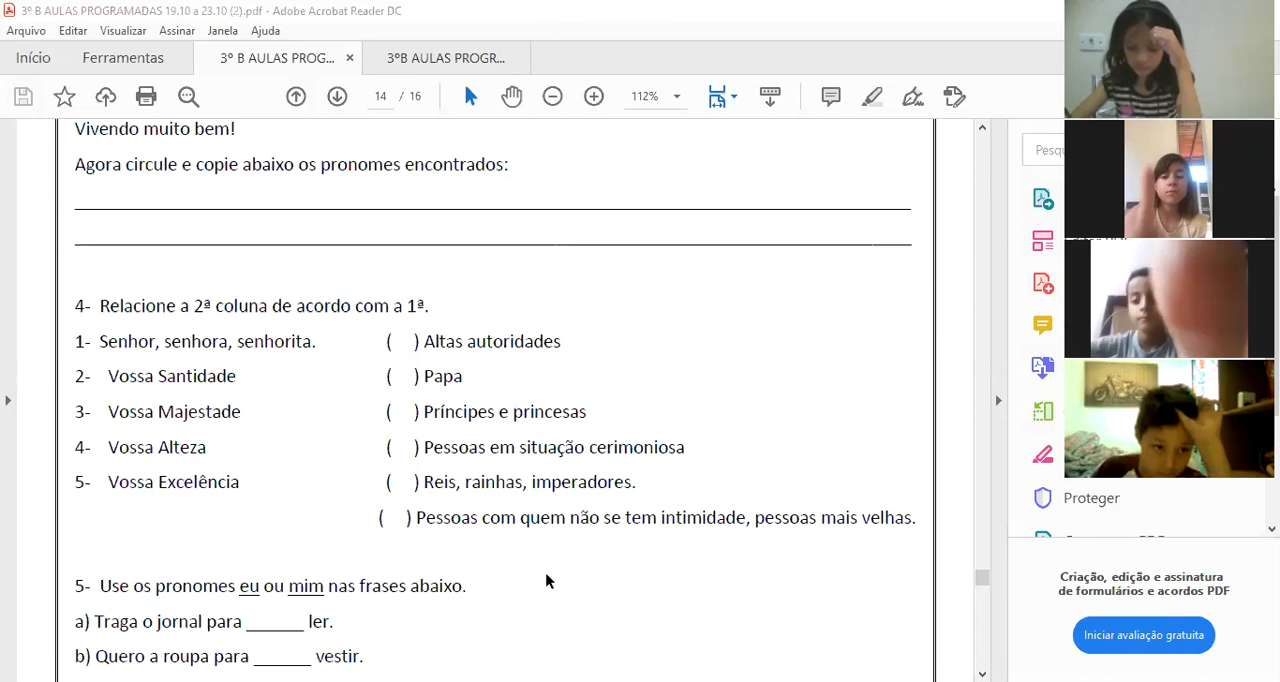 3º B AULAS PROGRAMADAS 19.10 a 23.10 (2).pdf - Adobe Acrobat Reader DC
Arquivo Editar Visualizar Assinar Janela Ajuda
Início Ferramentas 3º B AULAS PROG... × 3ºB AULAS PROGR...
14 / 16 112%
Vivendo muito bem!
Agora circule e copie abaixo os pronomes encontrados:
Pesqu
4- Relacione a 2ª coluna de acordo com a 1ª.
1- Senhor, senhora, senhorita. ( ) Altas autoridades
2- Vossa Santidade ( ) Papa
3- Vossa Majestade ( ) Príncipes e princesas
4- Vossa Alteza ( ) Pessoas em situação cerimoniosa
5- Vossa Excelência ( ) Reis, rainhas, imperadores.
( ) Pessoas com quem não se tem intimidade, pessoas mais velhas.
5- Use os pronomes eu ou mim nas frases abaixo.
a) Traga o jornal para ______ ler.
b) Quero a roupa para ______ vestir.
Proteger
Criação, edição e assinatura
de formulários e acordos PDF
Iniciar avaliação gratuita